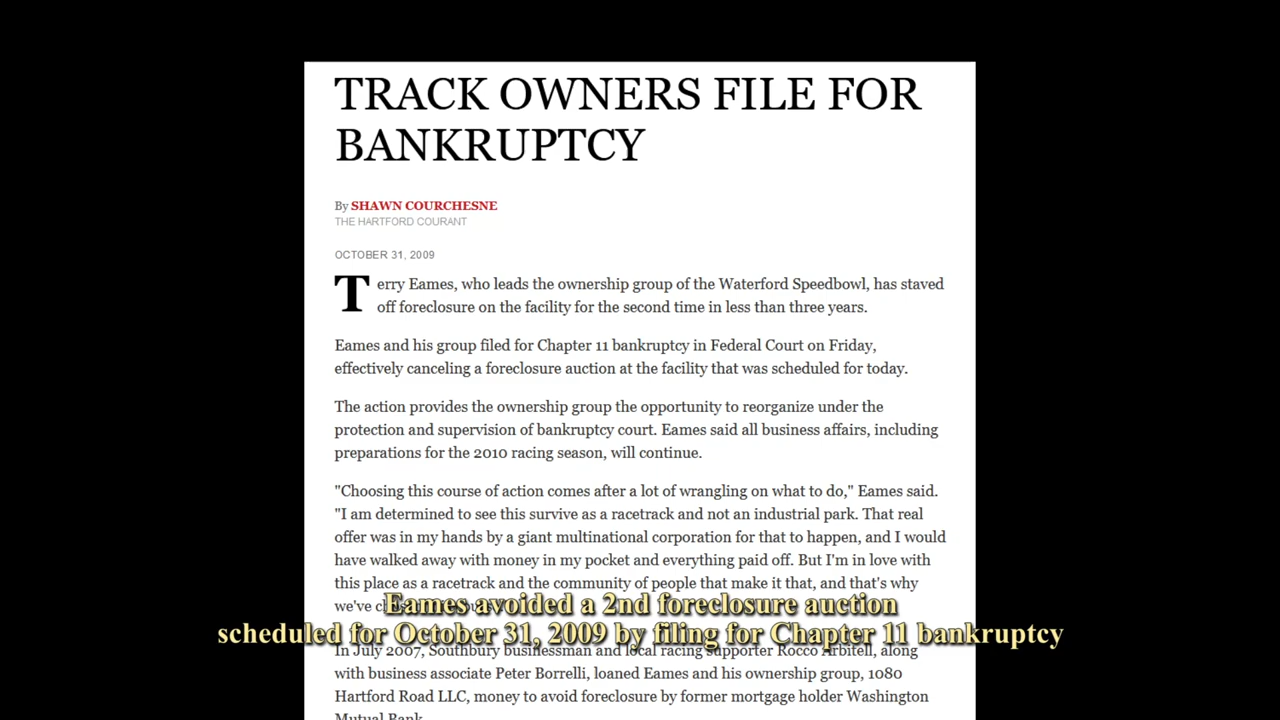 TRACK OWNERS FILE FOR
BANKRUPTCY
By SHAWN COURCHESNE
THE HARTFORD COURANT
OCTOBER 31, 2009
Terry Eames, who leads the ownership group of the Waterford Speedbowl, has staved
off foreclosure on the facility for the second time in less than three years.
Eames and his group filed for Chapter 11 bankruptcy in Federal Court on Friday,
effectively canceling a foreclosure auction at the facility that was scheduled for today.
The action provides the ownership group the opportunity to reorganize under the
protection and supervision of bankruptcy court. Eames said all business affairs, including
preparations for the 2010 racing season, will continue.
"Choosing this course of action comes after a lot of wrangling on what to do," Eames said.
"I am determined to see this survive as a racetrack and not an industrial park. That real
offer was in my hands by a giant multinational corporation for that to happen, and I would
have walked away with money in my pocket and everything paid off. But I'm in love with
this place as a racetrack and the community of people that make it that, and that's why
we've
Eames avoided a 2nd foreclosure auction
scheduled for October 31, 2009 by filing for Chapter 11 bankruptcy
In July 2007, Southbury businessman and local racing supporter Rocco Arbitell, along
with business associate Peter Borrelli, loaned Eames and his ownership group, 1080
Hartford Road LLC, money to avoid foreclosure by former mortgage holder Washington
Mutual Bank.